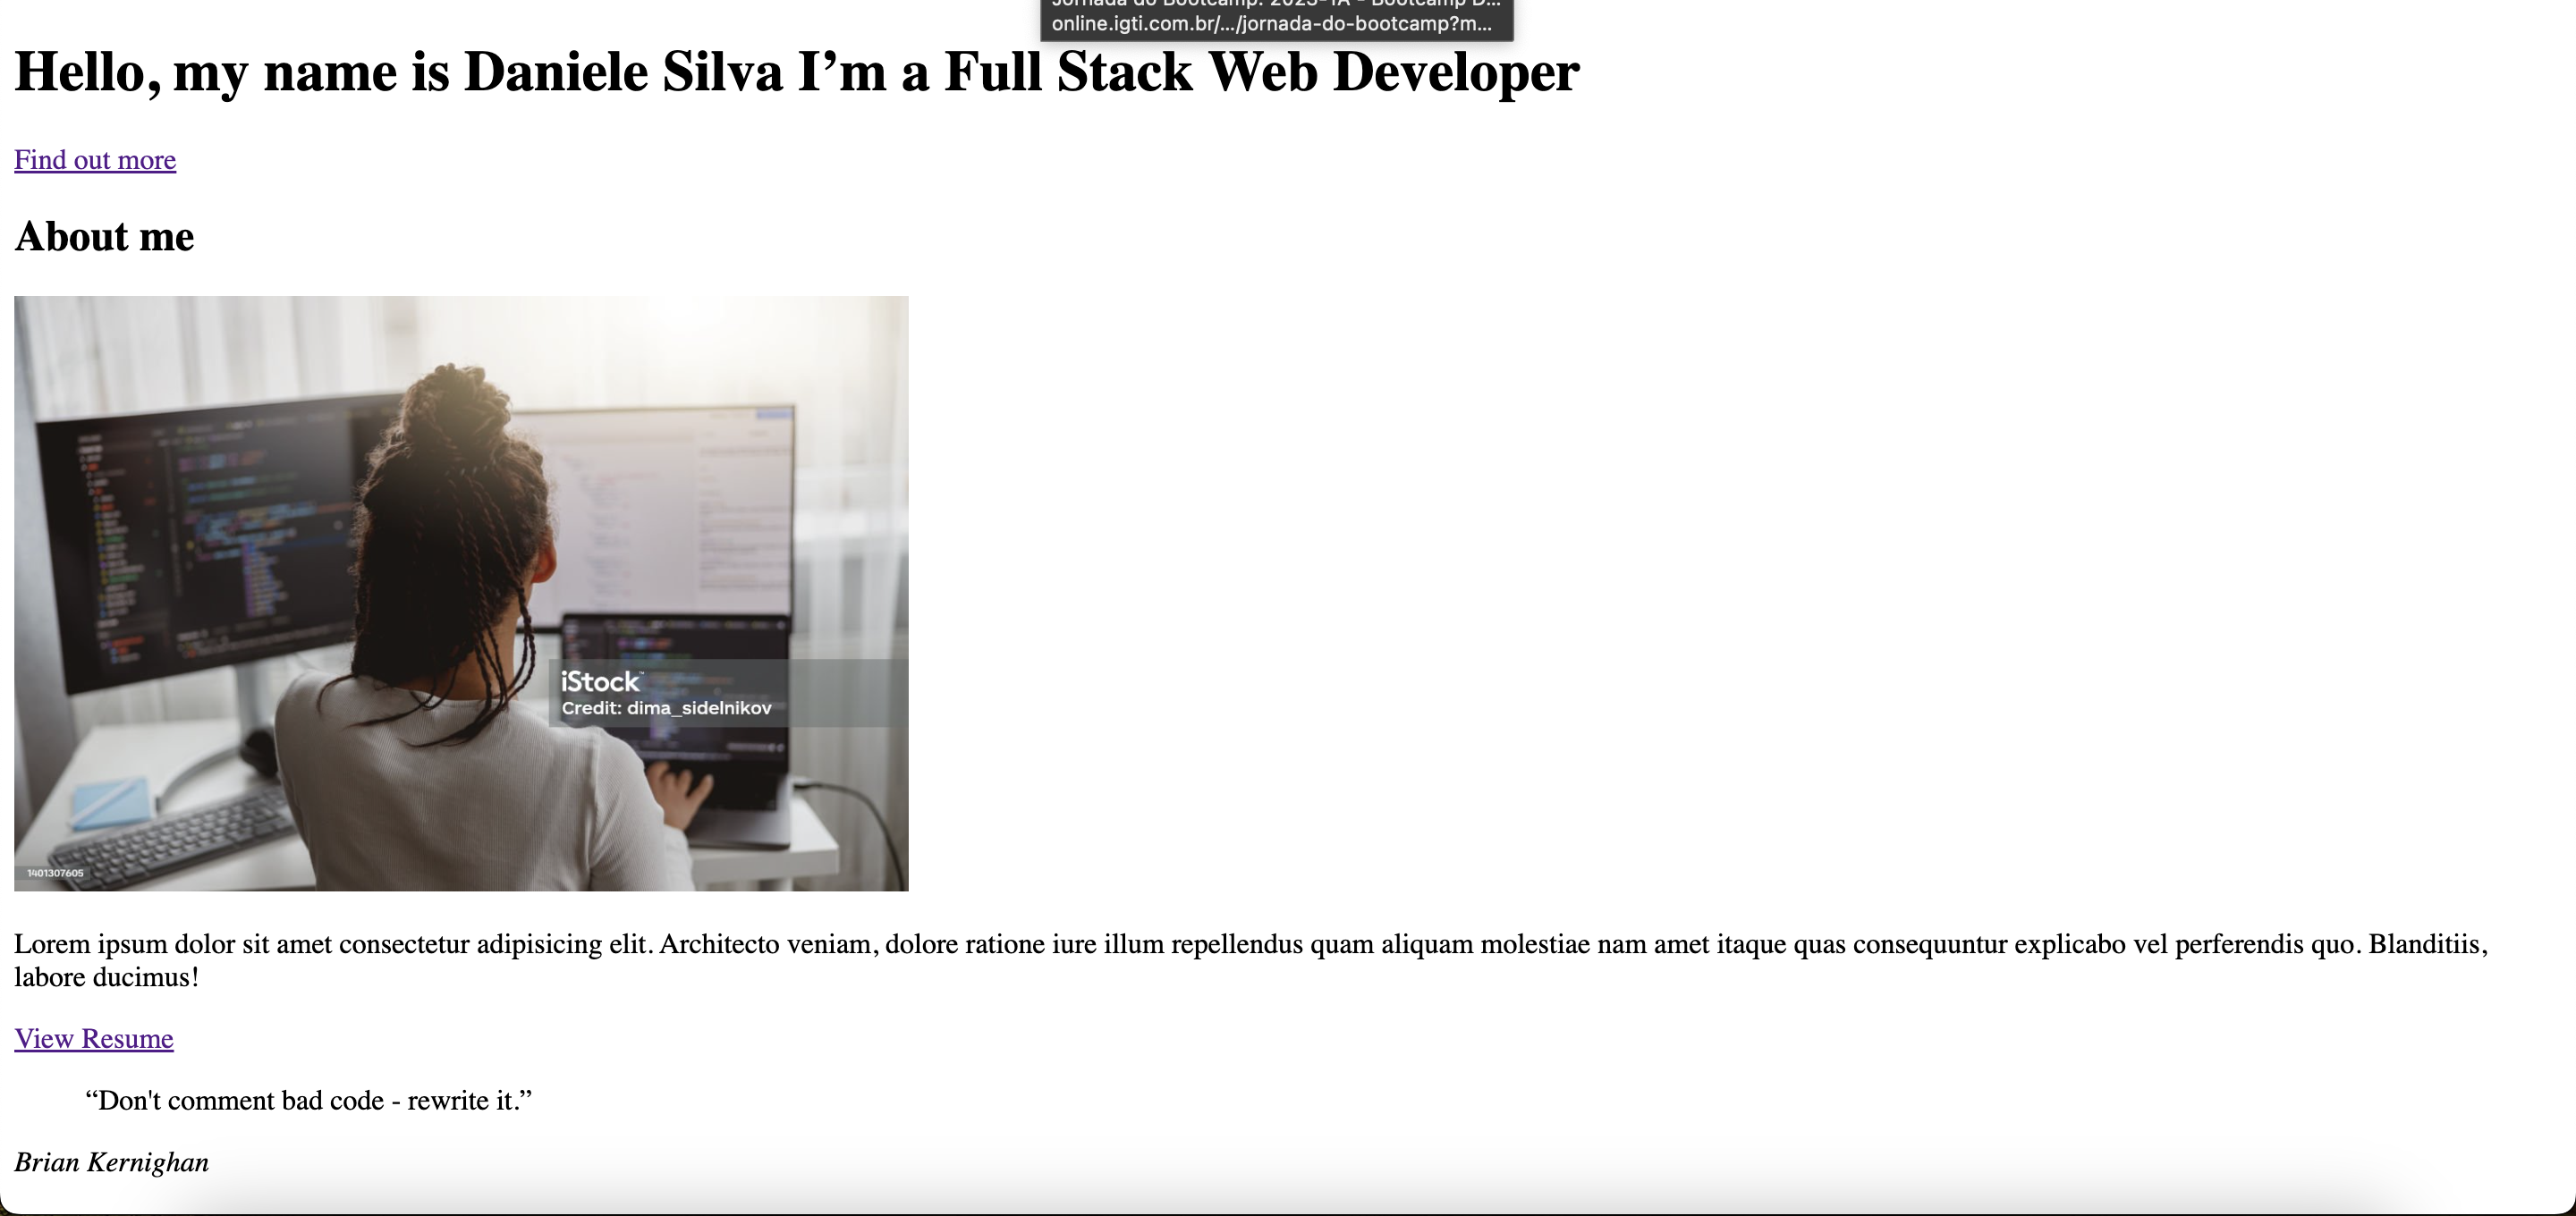 online.igti.com.br/.../jornada-do-bootcamp?m...
Hello, my name is Daniele Silva I’m a Full Stack Web Developer
Find out more
About me
iStock™
Credit: dima_sidelnikov
1401307605
Lorem ipsum dolor sit amet consectetur adipisicing elit. Architecto veniam, dolore ratione iure illum repellendus quam aliquam molestiae nam amet itaque quas consequuntur explicabo vel perferendis quo. Blanditiis,
labore ducimus!
View Resume
“Don't comment bad code - rewrite it.”
Brian Kernighan